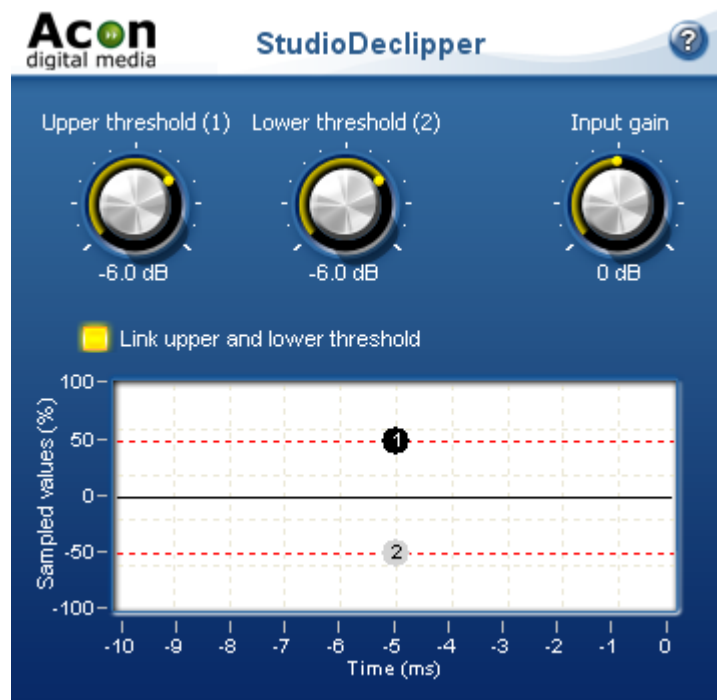 Acon
digital media
StudioDeclipper
?
Upper threshold (1)
Lower threshold (2)
Input gain
-6.0 dB
-6.0 dB
0 dB
Link upper and lower threshold
Sampled values (%)
100
50
0
-50
-100
1
2
-10 -9 -8 -7 -6 -5 -4 -3 -2 -1 0
Time (ms)